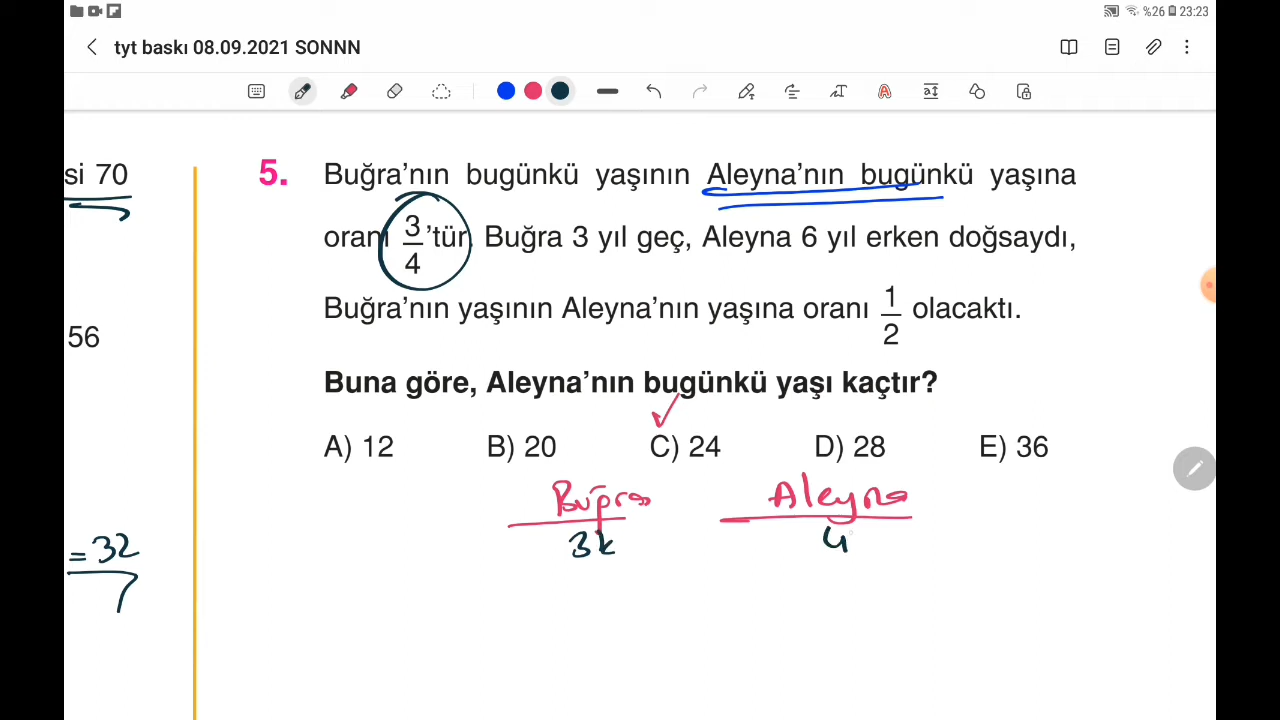 %26 23:23
tyt baskı 08.09.2021 SONNN
si 70
56
= 32
5. Buğra’nın bugünkü yaşının Aleyna’nın bugünkü yaşına
oranı 3/4 ’tür. Buğra 3 yıl geç, Aleyna 6 yıl erken doğsaydı,
Buğra’nın yaşının Aleyna’nın yaşına oranı 1/2 olacaktı.
Buna göre, Aleyna’nın bugünkü yaşı kaçtır?
A) 12 B) 20 C) 24 D) 28 E) 36
Buğra Aleyna
3k 4